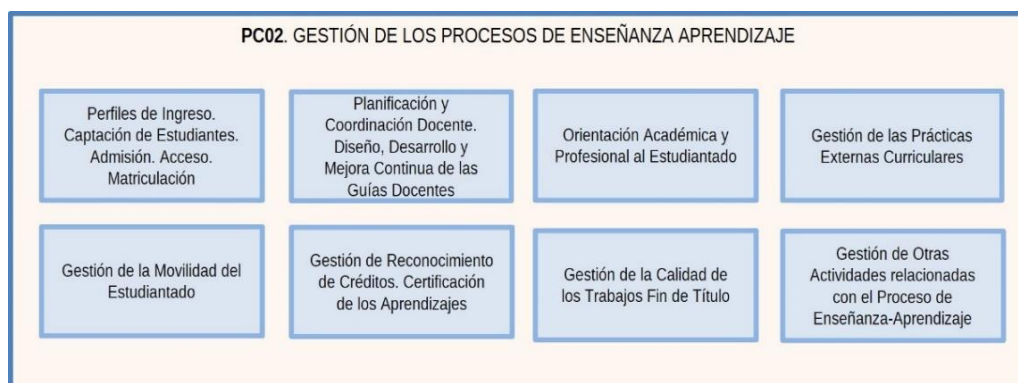 PC02. GESTIÓN DE LOS PROCESOS DE ENSEÑANZA APRENDIZAJE
Perfiles de Ingreso.
Captación de Estudiantes.
Admisión. Acceso.
Matriculación
Planificación y
Coordinación Docente.
Diseño, Desarrollo y
Mejora Continua de las
Guías Docentes
Orientación Académica y
Profesional al Estudiantado
Gestión de las Prácticas
Externas Curriculares
Gestión de la Movilidad del
Estudiantado
Gestión de Reconocimiento
de Créditos. Certificación
de los Aprendizajes
Gestión de la Calidad de
los Trabajos Fin de Título
Gestión de Otras
Actividades relacionadas
con el Proceso de
Enseñanza-Aprendizaje